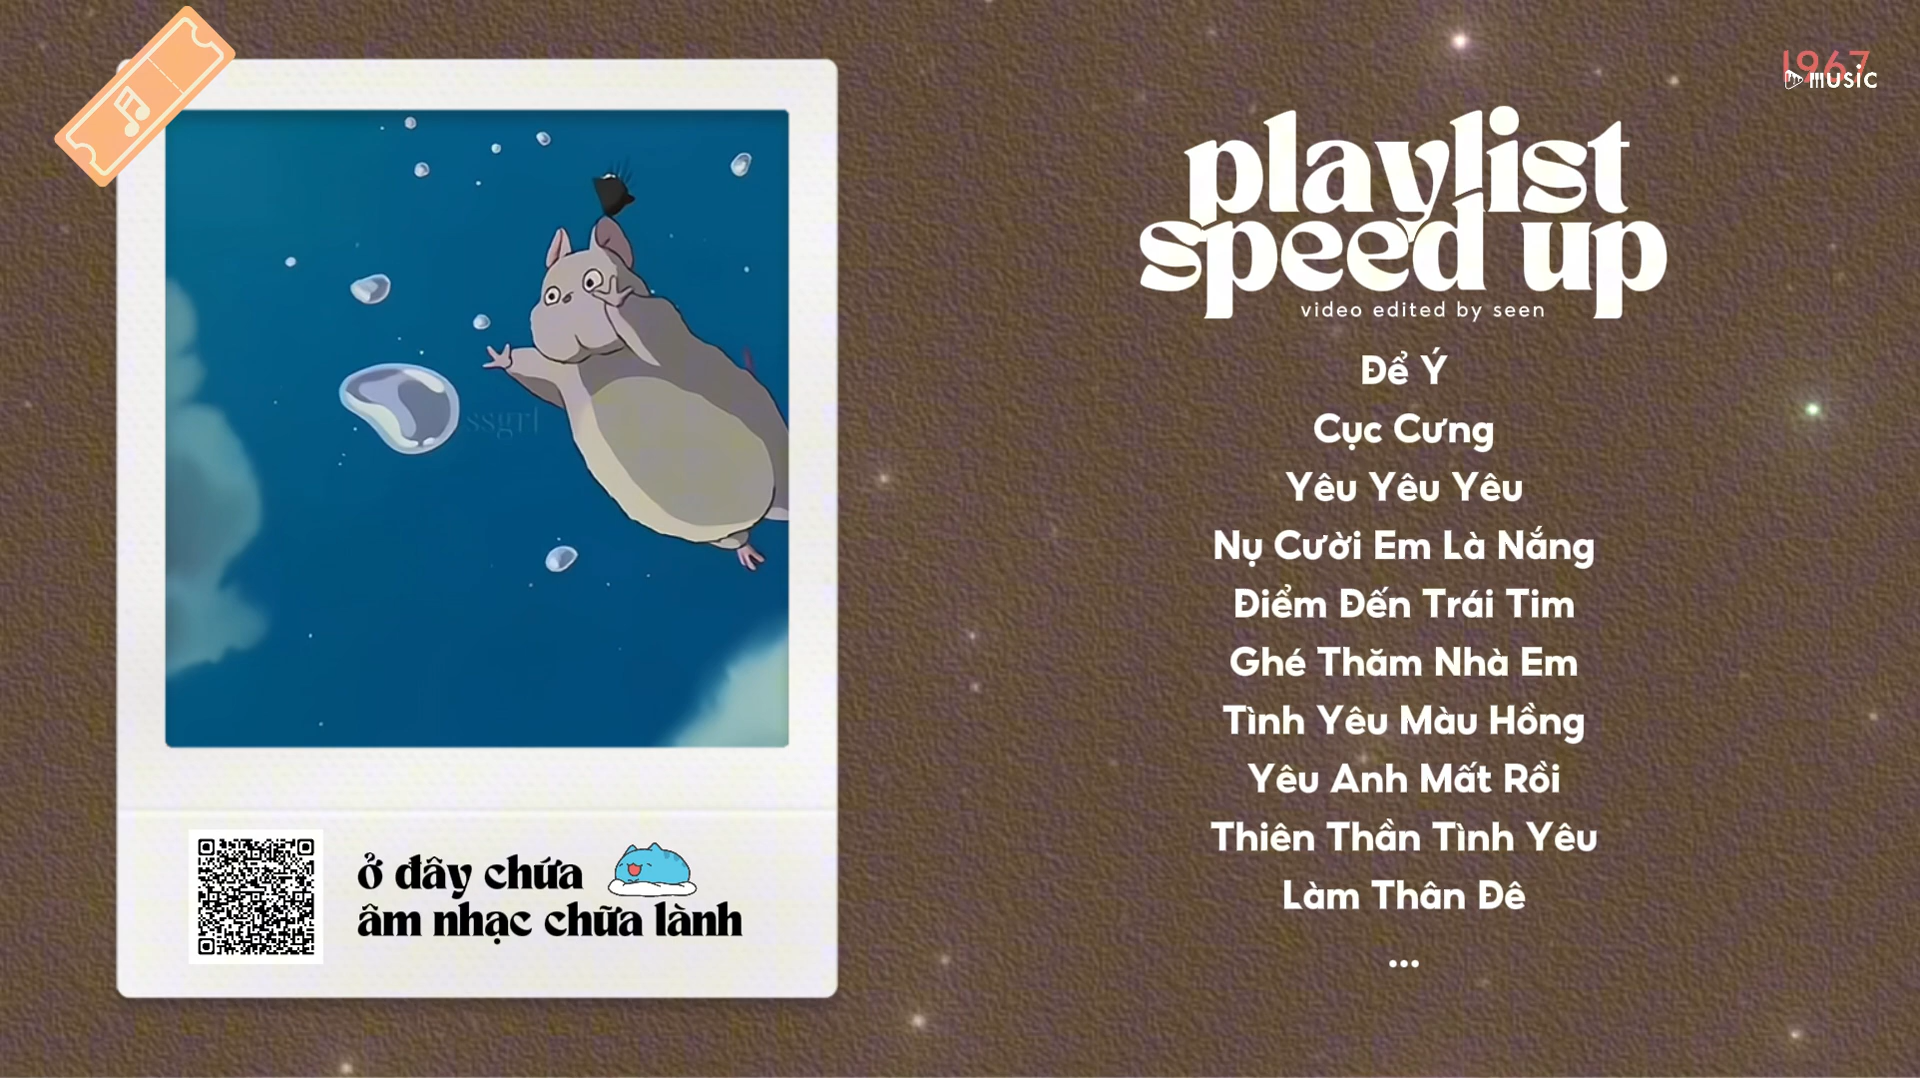 1967
music
playlist
speed up
video edited by seen
Để Ý
Cục Cưng
Yêu Yêu Yêu
Nụ Cười Em Là Nắng
Điểm Đến Trái Tim
Ghé Thăm Nhà Em
Tình Yêu Màu Hồng
Yêu Anh Mất Rồi
Thiên Thần Tình Yêu
Làm Thân Đê
...
ssgrl
ở đây chứa
âm nhạc chữa lành